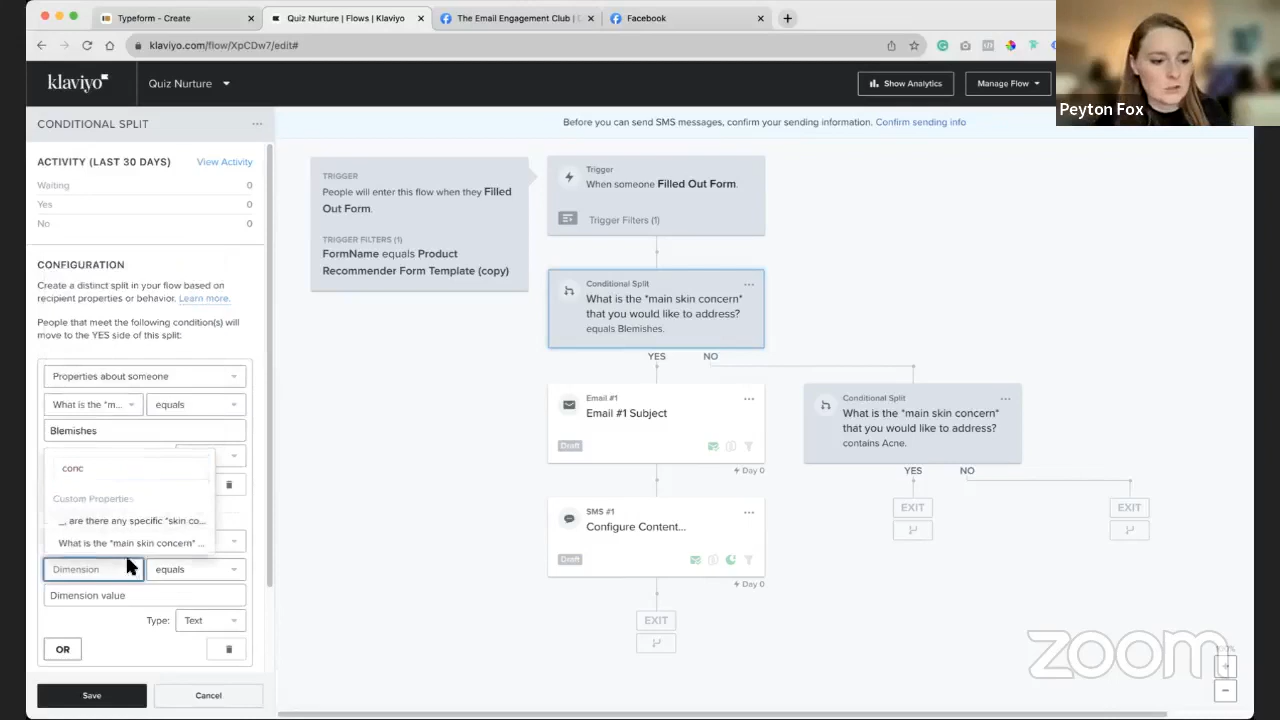 Typeform - Create
Quiz Nurture | Flows | Klaviyo
The Email Engagement Club |
Facebook
klaviyo.com/flow/XpCDw7/edit#
Peyton Fox
klaviyo
Quiz Nurture
Show Analytics
Manage Flow
CONDITIONAL SPLIT
Before you can send SMS messages, confirm your sending information. Confirm sending info
ACTIVITY (LAST 30 DAYS)
View Activity
Waiting
0
Yes
0
No
0
CONFIGURATION
Create a distinct split in your flow based on
recipient properties or behavior. Learn more.
People that meet the following condition(s) will
move to the YES side of this split:
Properties about someone
What is the "m...
equals
Blemishes
conc
Custom Properties
_, are there any specific *skin co...
What is the *main skin concern* ...
Dimension
equals
Dimension value
Type:
Text
OR
Save
Cancel
TRIGGER
People will enter this flow when they Filled
Out Form.
TRIGGER FILTERS (1)
FormName equals Product
Recommender Form Template (copy)
Trigger
When someone Filled Out Form.
Trigger Filters (1)
Conditional Split
What is the *main skin concern*
that you would like to address?
equals Blemishes.
YES
NO
Email #1
Email #1 Subject
Draft
Day 0
SMS #1
Configure Content...
Draft
Day 0
EXIT
Conditional Split
What is the *main skin concern*
that you would like to address?
contains Acne.
YES
NO
EXIT
EXIT
zoom
100%